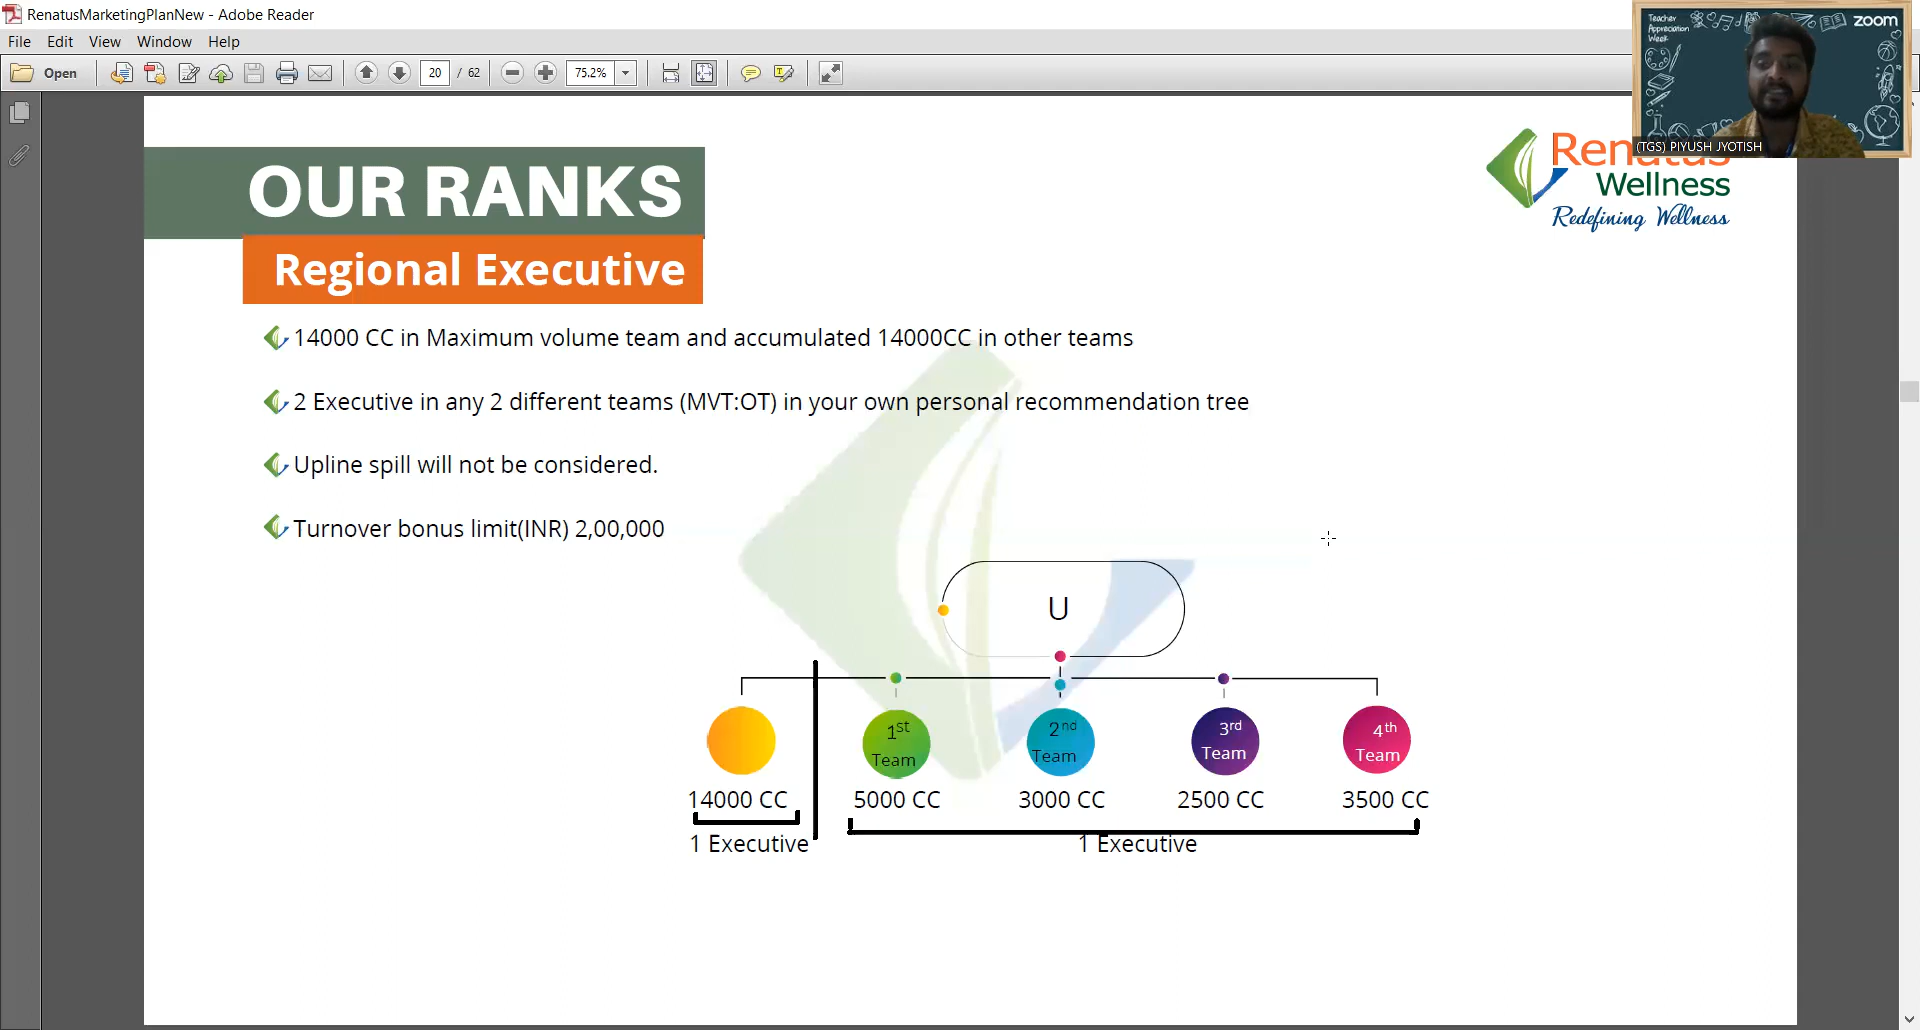 RenatusMarketingPlanNew - Adobe Reader
File Edit View Window Help
Open 20 / 62 75.2%
Teacher
Appreciation
Week
zoom
(TGS) PIYUSH JYOTISH
Renatus
Wellness
Redefining Wellness
OUR RANKS
Regional Executive
14000 CC in Maximum volume team and accumulated 14000CC in other teams
2 Executive in any 2 different teams (MVT:OT) in your own personal recommendation tree
Upline spill will not be considered.
Turnover bonus limit(INR) 2,00,000
U
1st Team
2nd Team
3rd Team
4th Team
14000 CC 5000 CC 3000 CC 2500 CC 3500 CC
1 Executive 1 Executive